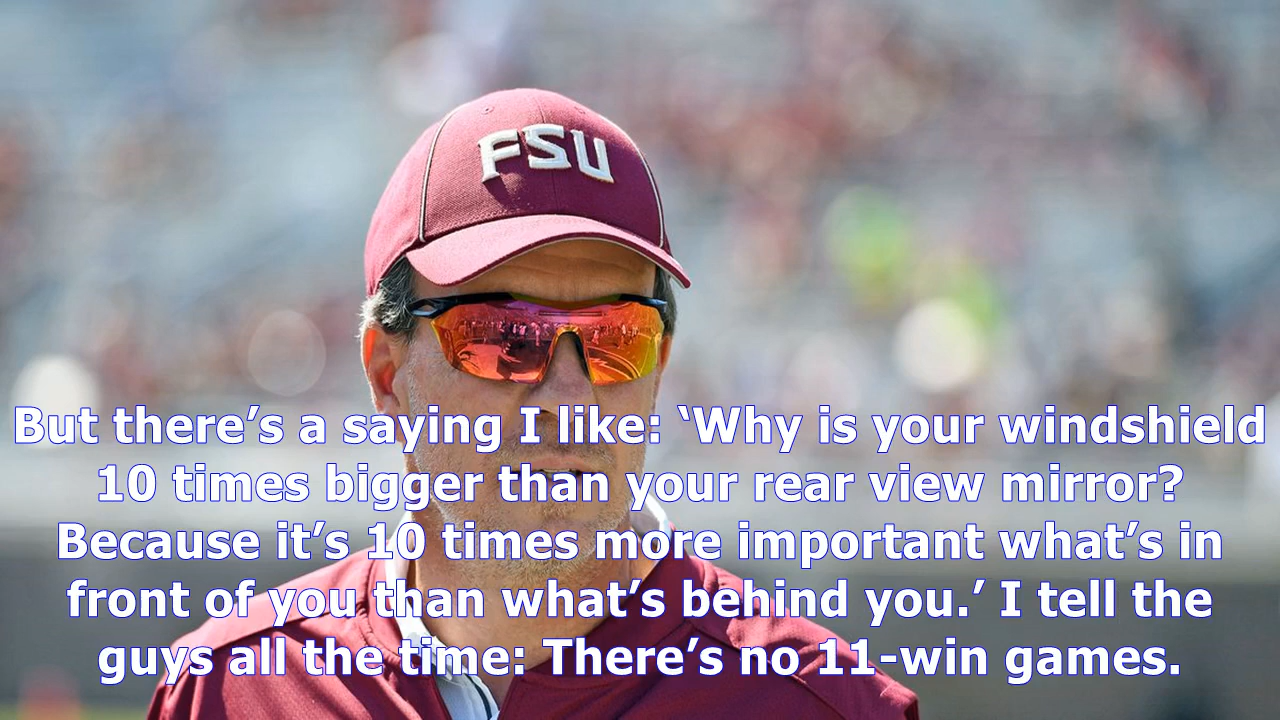 FSU
But there’s a saying I like: ‘Why is your windshield
10 times bigger than your rear view mirror?
Because it’s 10 times more important what’s in
front of you than what’s behind you.’ I tell the
guys all the time: There’s no 11-win games.